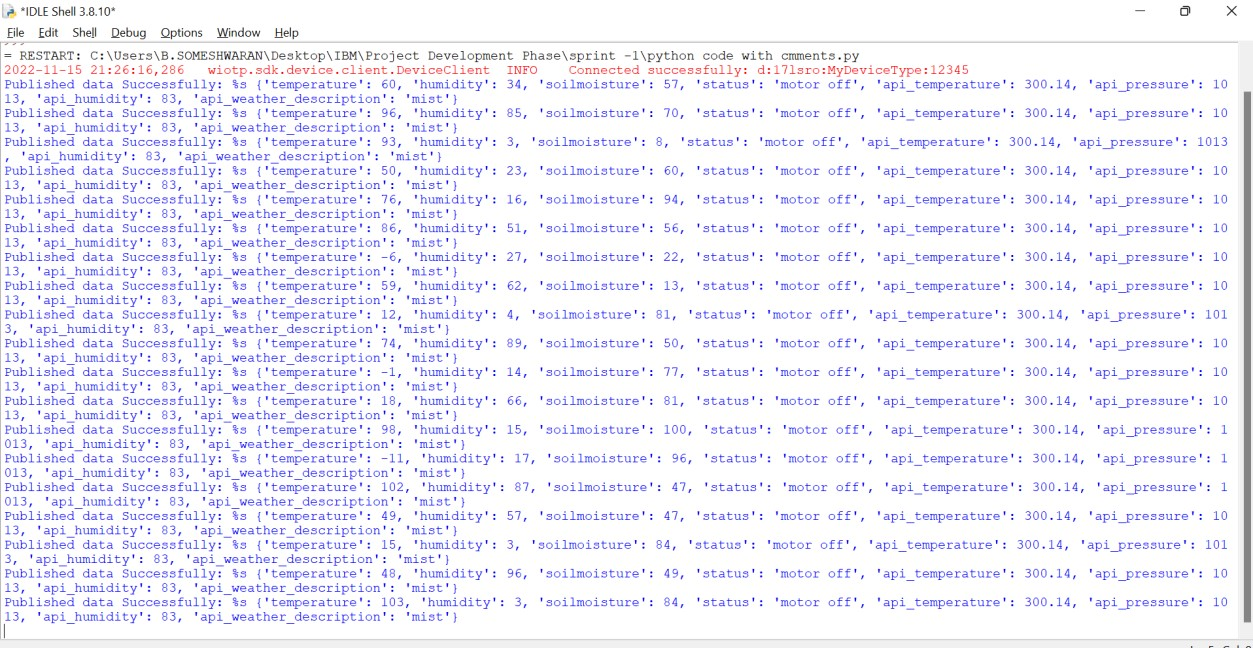 *IDLE Shell 3.8.10*
File Edit Shell Debug Options Window Help
= RESTART: C:\Users\B.SOMESHWARAN\Desktop\IBM\Project Development Phase\sprint -1\python code with cmments.py
2022-11-15 21:26:16,286   wiotp.sdk.device.client.DeviceClient  INFO    Connected successfully: d:17lsro:MyDeviceType:12345
Published data Successfully: %s {'temperature': 60, 'humidity': 34, 'soilmoisture': 57, 'status': 'motor off', 'api_temperature': 300.14, 'api_pressure': 10
13, 'api_humidity': 83, 'api_weather_description': 'mist'}
Published data Successfully: %s {'temperature': 96, 'humidity': 85, 'soilmoisture': 70, 'status': 'motor off', 'api_temperature': 300.14, 'api_pressure': 10
13, 'api_humidity': 83, 'api_weather_description': 'mist'}
Published data Successfully: %s {'temperature': 93, 'humidity': 3, 'soilmoisture': 8, 'status': 'motor off', 'api_temperature': 300.14, 'api_pressure': 1013
, 'api_humidity': 83, 'api_weather_description': 'mist'}
Published data Successfully: %s {'temperature': 50, 'humidity': 23, 'soilmoisture': 60, 'status': 'motor off', 'api_temperature': 300.14, 'api_pressure': 10
13, 'api_humidity': 83, 'api_weather_description': 'mist'}
Published data Successfully: %s {'temperature': 76, 'humidity': 16, 'soilmoisture': 94, 'status': 'motor off', 'api_temperature': 300.14, 'api_pressure': 10
13, 'api_humidity': 83, 'api_weather_description': 'mist'}
Published data Successfully: %s {'temperature': 86, 'humidity': 51, 'soilmoisture': 56, 'status': 'motor off', 'api_temperature': 300.14, 'api_pressure': 10
13, 'api_humidity': 83, 'api_weather_description': 'mist'}
Published data Successfully: %s {'temperature': -6, 'humidity': 27, 'soilmoisture': 22, 'status': 'motor off', 'api_temperature': 300.14, 'api_pressure': 10
13, 'api_humidity': 83, 'api_weather_description': 'mist'}
Published data Successfully: %s {'temperature': 59, 'humidity': 62, 'soilmoisture': 13, 'status': 'motor off', 'api_temperature': 300.14, 'api_pressure': 10
13, 'api_humidity': 83, 'api_weather_description': 'mist'}
Published data Successfully: %s {'temperature': 12, 'humidity': 4, 'soilmoisture': 81, 'status': 'motor off', 'api_temperature': 300.14, 'api_pressure': 101
3, 'api_humidity': 83, 'api_weather_description': 'mist'}
Published data Successfully: %s {'temperature': 74, 'humidity': 89, 'soilmoisture': 50, 'status': 'motor off', 'api_temperature': 300.14, 'api_pressure': 10
13, 'api_humidity': 83, 'api_weather_description': 'mist'}
Published data Successfully: %s {'temperature': -1, 'humidity': 14, 'soilmoisture': 77, 'status': 'motor off', 'api_temperature': 300.14, 'api_pressure': 10
13, 'api_humidity': 83, 'api_weather_description': 'mist'}
Published data Successfully: %s {'temperature': 18, 'humidity': 66, 'soilmoisture': 81, 'status': 'motor off', 'api_temperature': 300.14, 'api_pressure': 10
13, 'api_humidity': 83, 'api_weather_description': 'mist'}
Published data Successfully: %s {'temperature': 98, 'humidity': 15, 'soilmoisture': 100, 'status': 'motor off', 'api_temperature': 300.14, 'api_pressure': 1
013, 'api_humidity': 83, 'api_weather_description': 'mist'}
Published data Successfully: %s {'temperature': -11, 'humidity': 17, 'soilmoisture': 96, 'status': 'motor off', 'api_temperature': 300.14, 'api_pressure': 1
013, 'api_humidity': 83, 'api_weather_description': 'mist'}
Published data Successfully: %s {'temperature': 102, 'humidity': 87, 'soilmoisture': 47, 'status': 'motor off', 'api_temperature': 300.14, 'api_pressure': 1
013, 'api_humidity': 83, 'api_weather_description': 'mist'}
Published data Successfully: %s {'temperature': 49, 'humidity': 57, 'soilmoisture': 47, 'status': 'motor off', 'api_temperature': 300.14, 'api_pressure': 10
13, 'api_humidity': 83, 'api_weather_description': 'mist'}
Published data Successfully: %s {'temperature': 15, 'humidity': 3, 'soilmoisture': 84, 'status': 'motor off', 'api_temperature': 300.14, 'api_pressure': 101
3, 'api_humidity': 83, 'api_weather_description': 'mist'}
Published data Successfully: %s {'temperature': 48, 'humidity': 96, 'soilmoisture': 49, 'status': 'motor off', 'api_temperature': 300.14, 'api_pressure': 10
13, 'api_humidity': 83, 'api_weather_description': 'mist'}
Published data Successfully: %s {'temperature': 103, 'humidity': 3, 'soilmoisture': 84, 'status': 'motor off', 'api_temperature': 300.14, 'api_pressure': 10
13, 'api_humidity': 83, 'api_weather_description': 'mist'}